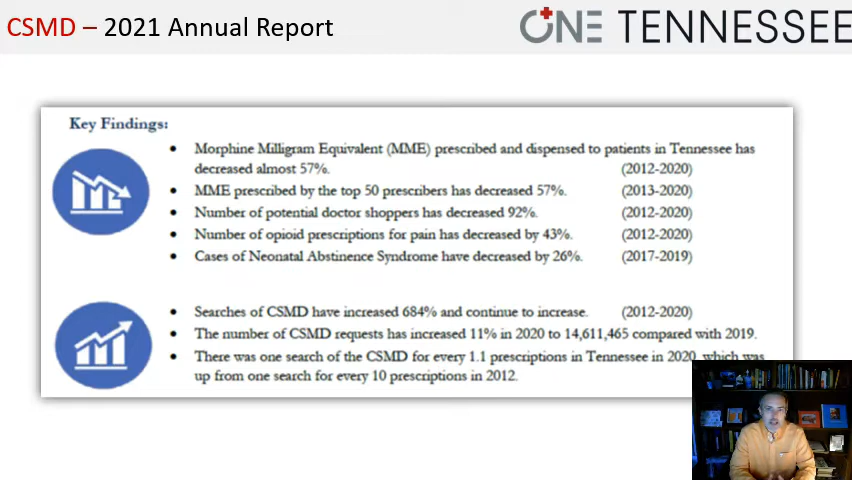 CSMD – 2021 Annual Report
ONE TENNESSEE
Key Findings:
• Morphine Milligram Equivalent (MME) prescribed and dispensed to patients in Tennessee has
decreased almost 57%. (2012-2020)
• MME prescribed by the top 50 prescribers has decreased 57%. (2013-2020)
• Number of potential doctor shoppers has decreased 92%. (2012-2020)
• Number of opioid prescriptions for pain has decreased by 43%. (2012-2020)
• Cases of Neonatal Abstinence Syndrome have decreased by 26%. (2017-2019)
• Searches of CSMD have increased 684% and continue to increase. (2012-2020)
• The number of CSMD requests has increased 11% in 2020 to 14,611,465 compared with 2019.
• There was one search of the CSMD for every 1.1 prescriptions in Tennessee in 2020, which was
up from one search for every 10 prescriptions in 2012.